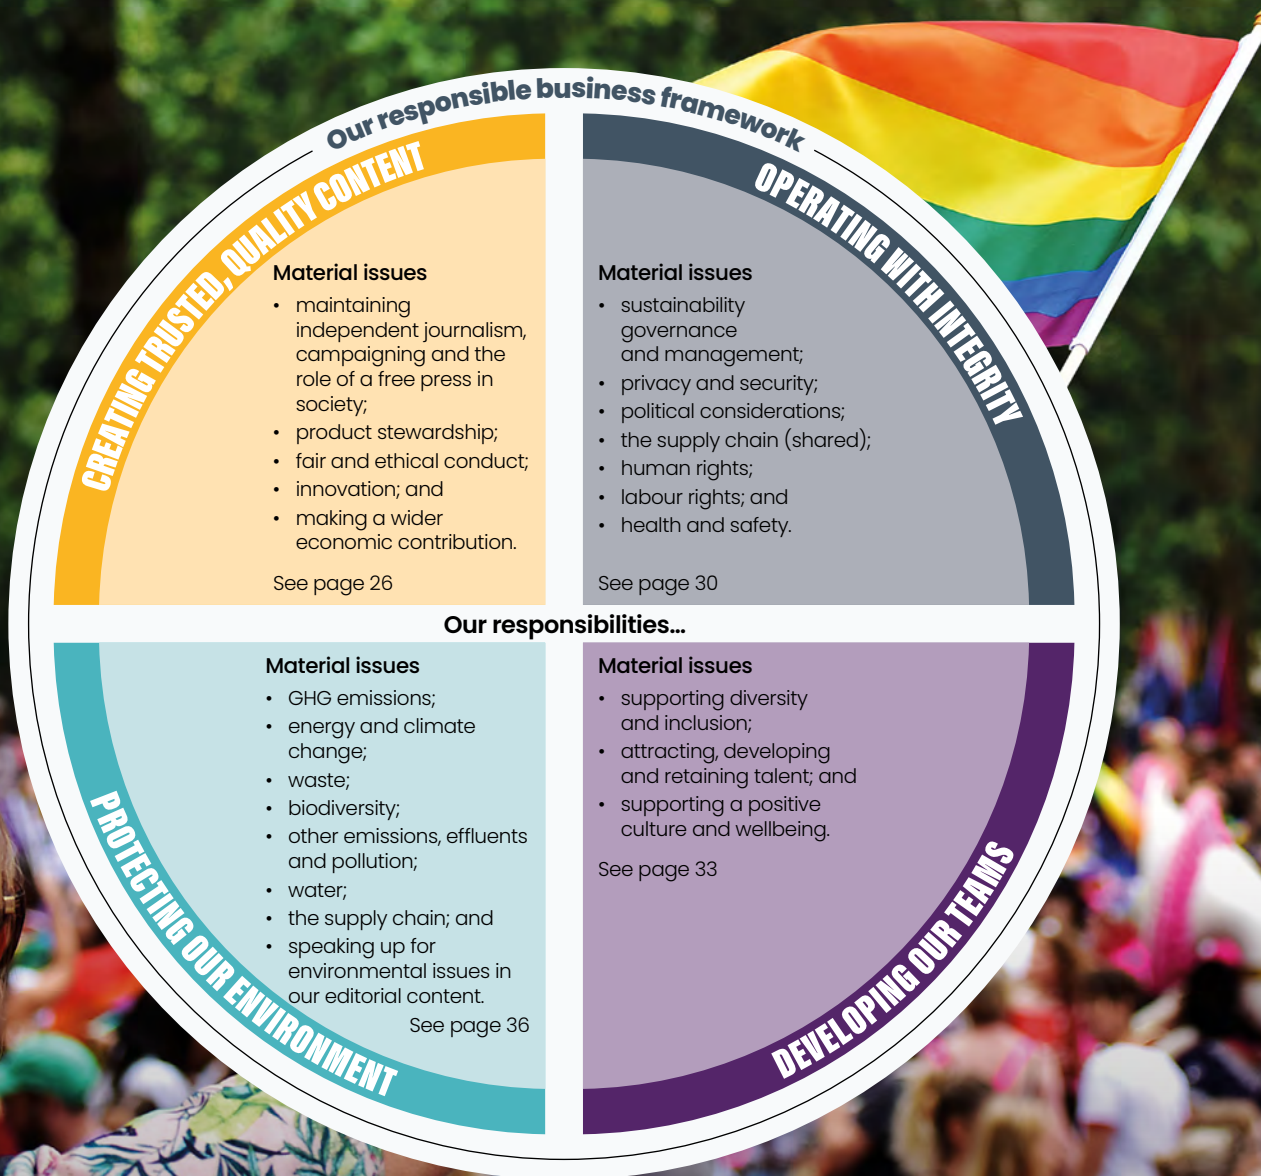 Our responsible business framework
CREATING TRUSTED, QUALITY CONTENT
Material issues
• maintaining
independent journalism,
campaigning and the
role of a free press in
society;
• product stewardship;
• fair and ethical conduct;
• innovation; and
• making a wider
economic contribution.
See page 26
OPERATING WITH INTEGRITY
Material issues
• sustainability
governance
and management;
• privacy and security;
• political considerations;
• the supply chain (shared);
• human rights;
• labour rights; and
• health and safety.
See page 30
Our responsibilities...
PROTECTING OUR ENVIRONMENT
Material issues
• GHG emissions;
• energy and climate
change;
• waste;
• biodiversity;
• other emissions, effluents
and pollution;
• water;
• the supply chain; and
• speaking up for
environmental issues in
our editorial content.
See page 36
DEVELOPING OUR TEAMS
Material issues
• supporting diversity
and inclusion;
• attracting, developing
and retaining talent; and
• supporting a positive
culture and wellbeing.
See page 33